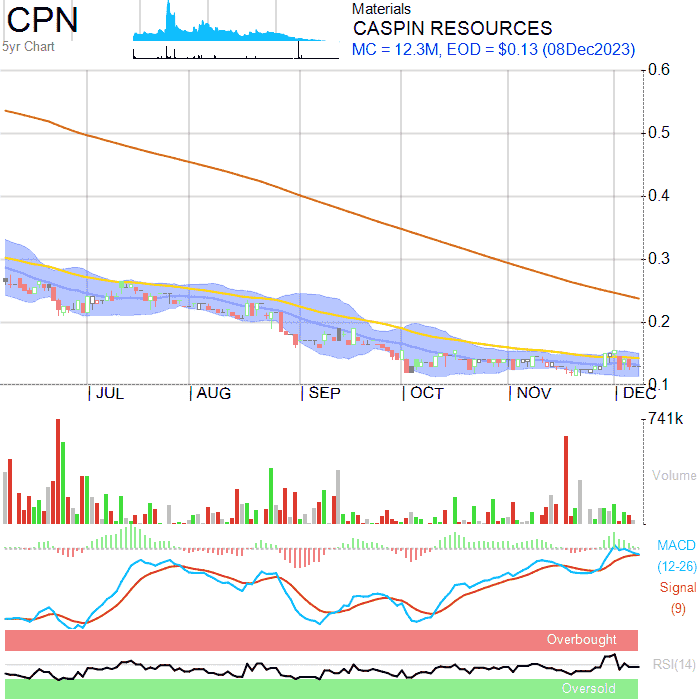 CPN
5yr Chart
Materials
CASPIN RESOURCES
MC = 12.3M, EOD = $0.13 (08Dec2023)
0.6
0.5
0.4
0.3
0.2
0.1
JUL AUG SEP OCT NOV DEC
741k
Volume
MACD
(12-26)
Signal
(9)
Overbought
RSI(14)
Oversold